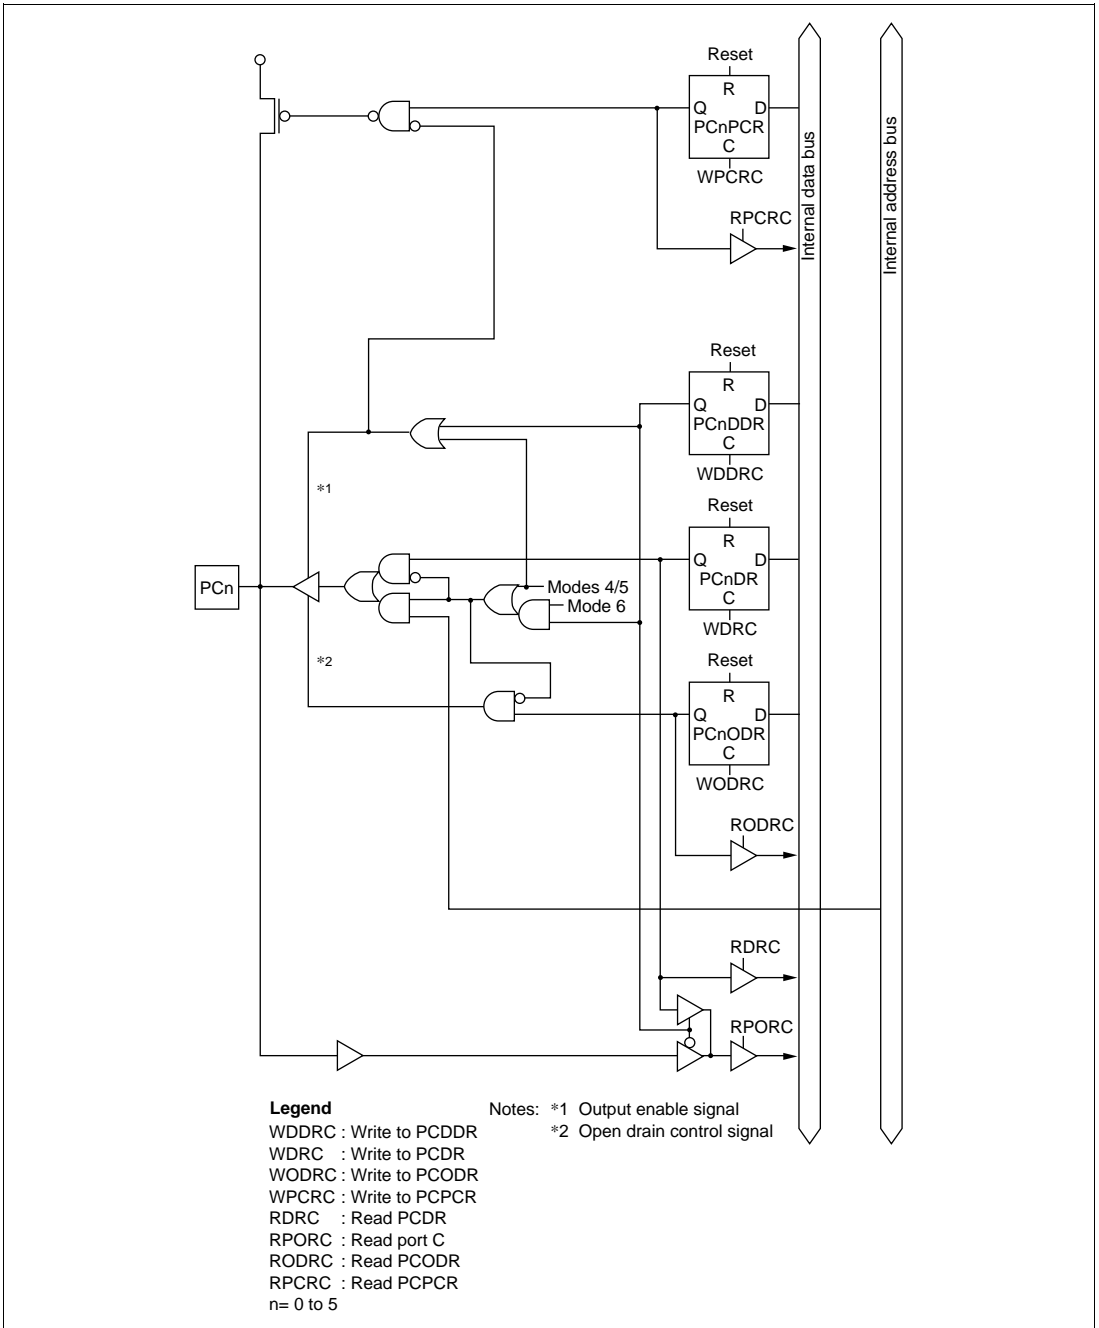 Reset
R
Q D
PCnPCR
C
WPCRC
RPCRC
Internal data bus
Internal address bus
Reset
R
Q D
PCnDDR
C
WDDRC
*1
Reset
R
Q D
PCnDR
C
WDRC
PCn
Modes 4/5
Mode 6
*2
Reset
R
Q D
PCnODR
C
WODRC
RODRC
RDRC
RPORC
Legend
WDDRC : Write to PCDDR
WDRC : Write to PCDR
WODRC : Write to PCODR
WPCRC : Write to PCPCR
RDRC : Read PCDR
RPORC : Read port C
RODRC : Read PCODR
RPCRC : Read PCPCR
n= 0 to 5
Notes: *1 Output enable signal
*2 Open drain control signal